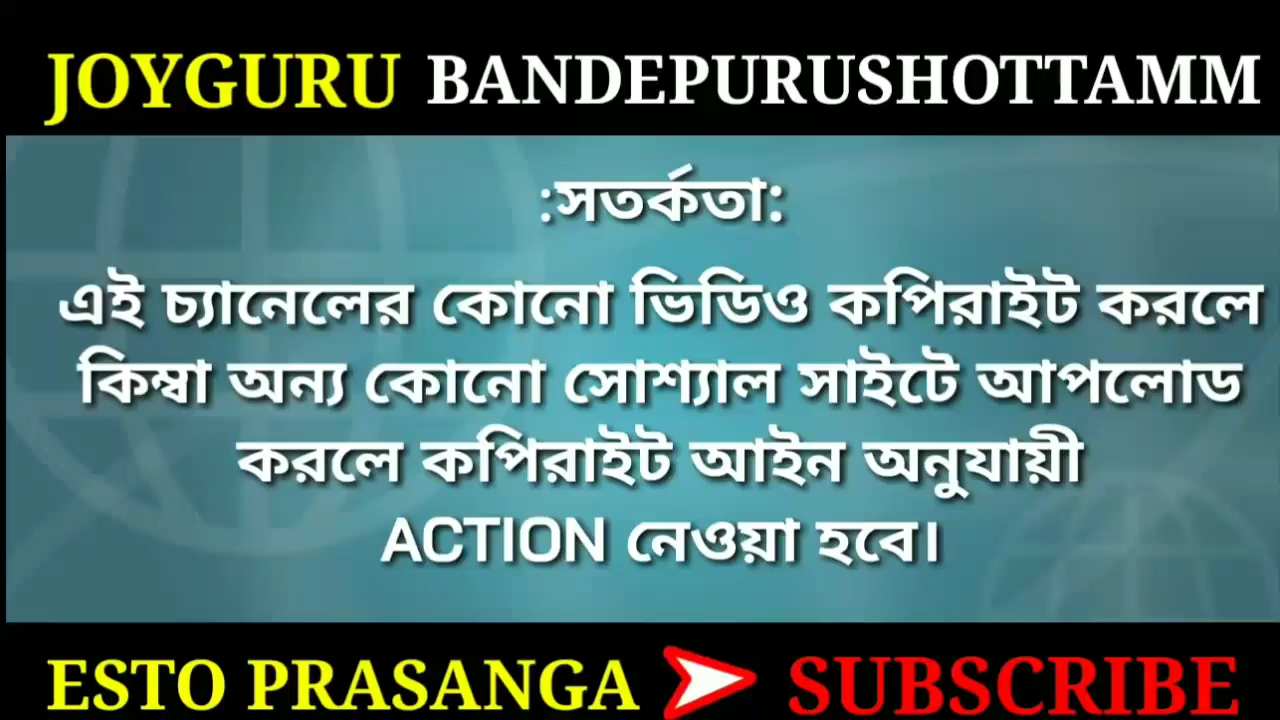 JOYGURU BANDEPURUSHOTTAMM
:সতর্কতা:
এই চ্যানেলের কোনো ভিডিও কপিরাইট করলে
কিম্বা অন্য কোনো সোশ্যাল সাইটে আপলোড
করলে কপিরাইট আইন অনুযায়ী
ACTION নেওয়া হবে।
ESTO PRASANGA SUBSCRIBE